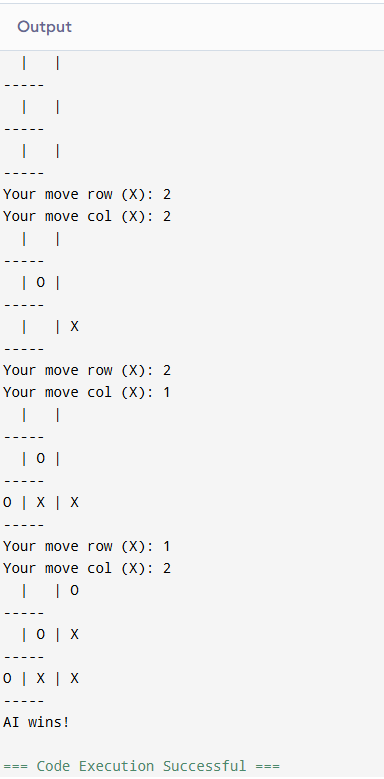 Output
  |   |
-----
  |   |
-----
  |   |
-----
Your move row (X): 2
Your move col (X): 2
  |   |
-----
  | O |
-----
  |   | X
-----
Your move row (X): 2
Your move col (X): 1
  |   |
-----
  | O |
-----
O | X | X
-----
Your move row (X): 1
Your move col (X): 2
  |   | O
-----
  | O | X
-----
O | X | X
-----
AI wins!
=== Code Execution Successful ===